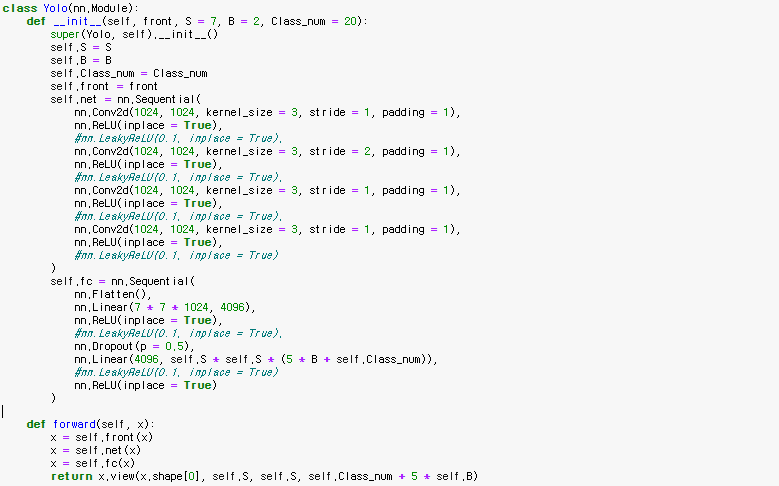 class Yolo(nn.Module):
    def __init__(self, front, S = 7, B = 2, Class_num = 20):
        super(Yolo, self).__init__()
        self.S = S
        self.B = B
        self.Class_num = Class_num
        self.front = front
        self.net = nn.Sequential(
            nn.Conv2d(1024, 1024, kernel_size = 3, stride = 1, padding = 1),
            nn.ReLU(inplace = True),
            #nn.LeakyReLU(0.1, inplace = True),
            nn.Conv2d(1024, 1024, kernel_size = 3, stride = 2, padding = 1),
            nn.ReLU(inplace = True),
            #nn.LeakyReLU(0.1, inplace = True),
            nn.Conv2d(1024, 1024, kernel_size = 3, stride = 1, padding = 1),
            nn.ReLU(inplace = True),
            #nn.LeakyReLU(0.1, inplace = True),
            nn.Conv2d(1024, 1024, kernel_size = 3, stride = 1, padding = 1),
            nn.ReLU(inplace = True),
            #nn.LeakyReLU(0.1, inplace = True)
        )
        self.fc = nn.Sequential(
            nn.Flatten(),
            nn.Linear(7 * 7 * 1024, 4096),
            nn.ReLU(inplace = True),
            #nn.LeakyReLU(0.1, inplace = True),
            nn.Dropout(p = 0.5),
            nn.Linear(4096, self.S * self.S * (5 * B + self.Class_num)),
            #nn.LeakyReLU(0.1, inplace = True)
            nn.ReLU(inplace = True)
        )
    def forward(self, x):
        x = self.front(x)
        x = self.net(x)
        x = self.fc(x)
        return x.view(x.shape[0], self.S, self.S, self.Class_num + 5 * self.B)